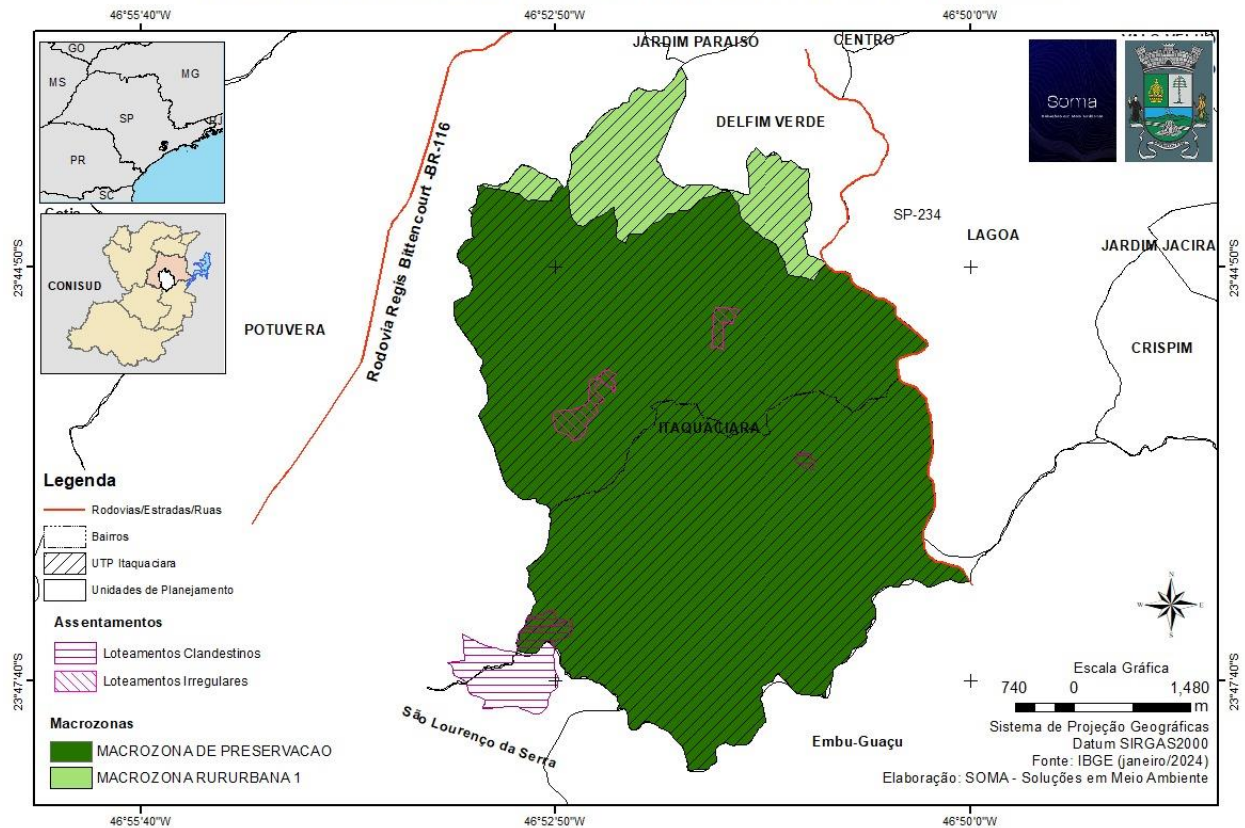 46°55'40"W
46°52'50"W
46°50'0"W
GO
MS
MG
SP
PR
SC
CONISUD
JARDIM PARAISO
CENTRO
DELFIM VERDE
Soma
SP-234
LAGOA
JARDIM JACIRA
23°44'50"S
23°44'50"S
POTUVERA
Rodovia Regis Bittencourt -BR-116
CRISPIM
ITAQUACIARA
Legenda
Rodovias/Estradas/Ruas
Bairros
UTP Itaquaciara
Unidades de Planejamento
Assentamentos
Loteamentos Clandestinos
Loteamentos Irregulares
Macrozonas
MACROZONA DE PRESERVACAO
MACROZONA RURURBANA 1
São Lourenço da Serra
Embu-Guaçu
N
W
E
S
23°47'40"S
23°47'40"S
Escala Gráfica
740 0 1,480
m
Sistema de Projeção Geográficas
Datum SIRGAS2000
Fonte: IBGE (janeiro/2024)
Elaboração: SOMA - Soluções em Meio Ambiente
46°55'40"W
46°52'50"W
46°50'0"W